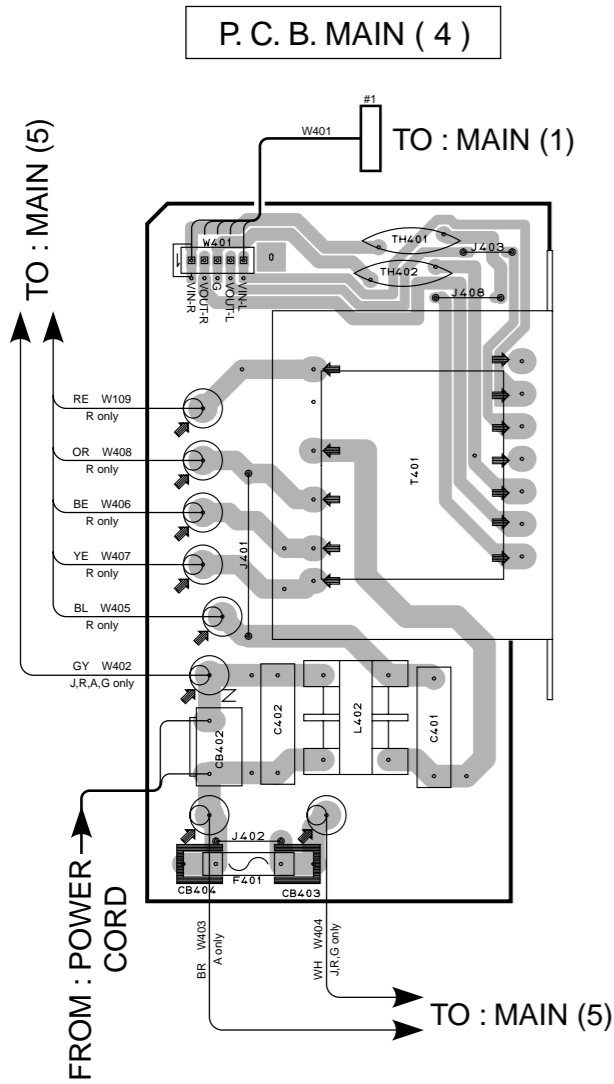 P. C. B. MAIN ( 4 )
#1
W401
TO : MAIN (1)
TO : MAIN (5)
W401
VIN-R
VOUT-R
G
VOUT-L
VIN-L
TH401
J403
TH402
J408
RE W109
R only
OR W408
R only
BE W406
R only
YE W407
R only
BL W405
R only
GY W402
J,R,A,G only
J401
T401
N
CB402
C402
L402
C401
J402
F401
CB404
CB403
FROM : POWER
CORD
BR W403
A only
WH W404
J,R,G only
TO : MAIN (5)